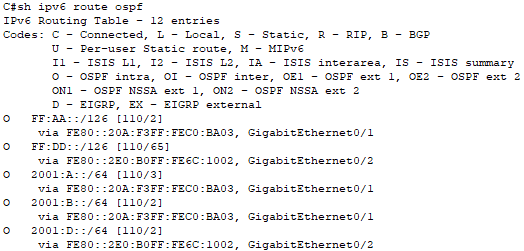 C#sh ipv6 route ospf
IPv6 Routing Table - 12 entries
Codes: C - Connected, L - Local, S - Static, R - RIP, B - BGP
       U - Per-user Static route, M - MIPv6
       I1 - ISIS L1, I2 - ISIS L2, IA - ISIS interarea, IS - ISIS summary
       O - OSPF intra, OI - OSPF inter, OE1 - OSPF ext 1, OE2 - OSPF ext 2
       ON1 - OSPF NSSA ext 1, ON2 - OSPF NSSA ext 2
       D - EIGRP, EX - EIGRP external
O   FF:AA::/126 [110/2]
     via FE80::20A:F3FF:FEC0:BA03, GigabitEthernet0/1
O   FF:DD::/126 [110/65]
     via FE80::2E0:B0FF:FE6C:1002, GigabitEthernet0/2
O   2001:A::/64 [110/3]
     via FE80::20A:F3FF:FEC0:BA03, GigabitEthernet0/1
O   2001:B::/64 [110/2]
     via FE80::20A:F3FF:FEC0:BA03, GigabitEthernet0/1
O   2001:D::/64 [110/2]
     via FE80::2E0:B0FF:FE6C:1002, GigabitEthernet0/2